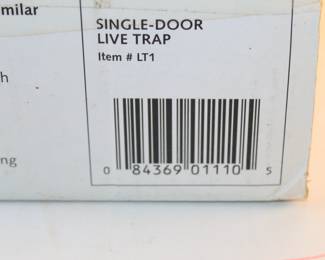 milar
SINGLE-DOOR
LIVE TRAP
Item # LT1
h
ng
0 84369 01110 5